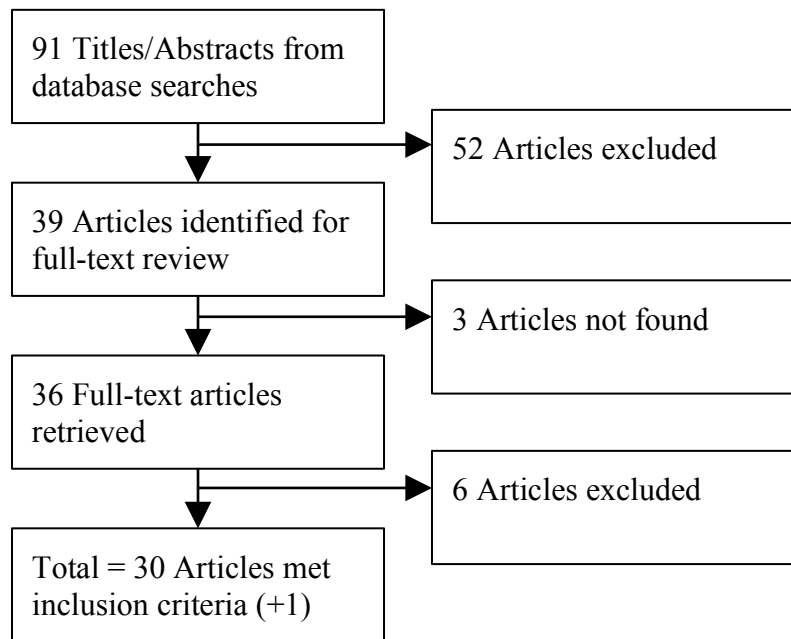 91 Titles/Abstracts from
database searches
52 Articles excluded
39 Articles identified for
full-text review
3 Articles not found
36 Full-text articles
retrieved
6 Articles excluded
Total = 30 Articles met
inclusion criteria (+1)